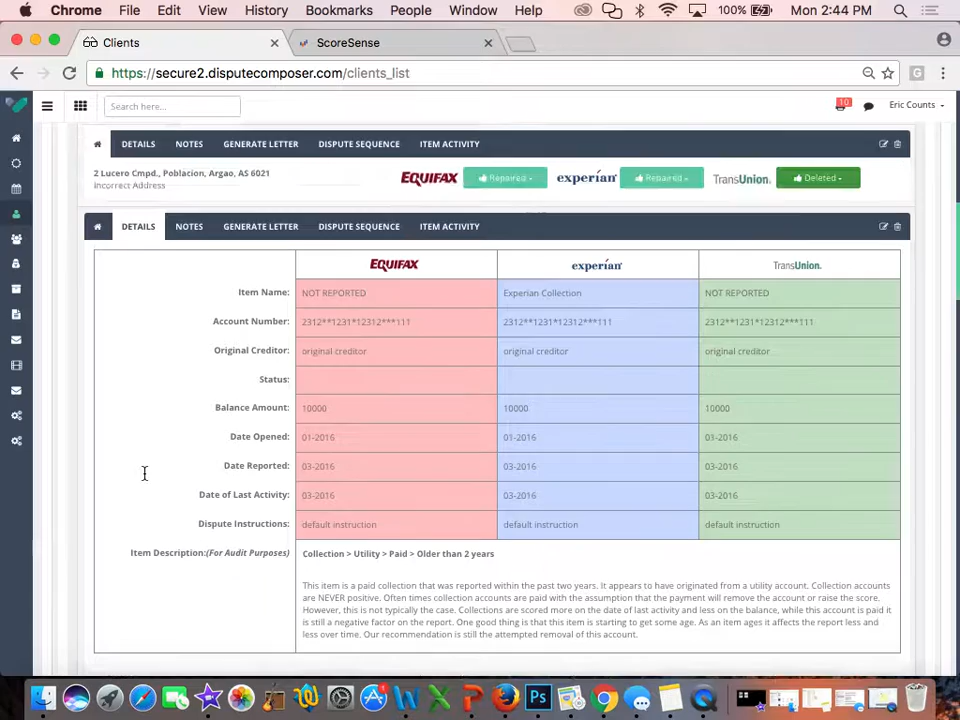 Chrome File Edit View History Bookmarks People Window Help 100% Mon 2:44 PM
Clients ScoreSense
https://secure2.disputecomposer.com/clients_list
Search here... 10 Eric Counts
DETAILS NOTES GENERATE LETTER DISPUTE SEQUENCE ITEM ACTIVITY
2 Lucero Cmpd., Poblacion, Argao, AS 6021
Incorrect Address
EQUIFAX Repaired experian Repaired TransUnion. Deleted
DETAILS NOTES GENERATE LETTER DISPUTE SEQUENCE ITEM ACTIVITY
EQUIFAX experian TransUnion.
Item Name: NOT REPORTED Experian Collection NOT REPORTED
Account Number: 2312**1231*12312***111 2312**1231*12312***111 2312**1231*12312***111
Original Creditor: original creditor original creditor original creditor
Status:
Balance Amount: 10000 10000 10000
Date Opened: 01-2016 01-2016 01-2016
Date Reported: 03-2016 03-2016 03-2016
Date of Last Activity: 03-2016 03-2016 03-2016
Dispute Instructions: default instruction default instruction default instruction
Item Description:(For Audit Purposes) Collection > Utility > Paid > Older than 2 years
This item is a paid collection that was reported within the past two years. It appears to have originated from a utility account. Collection accounts
are NEVER positive. Often times collection accounts are paid with the assumption that the payment will remove the account or raise the score.
However, this is not typically the case. Collections are scored more on the date of last activity and less on the balance, while this account is paid it
is still a negative factor on the report. One good thing is that this item is starting to get some age. As an item ages it affects the report less and
less over time. Our recommendation is still the attempted removal of this account.